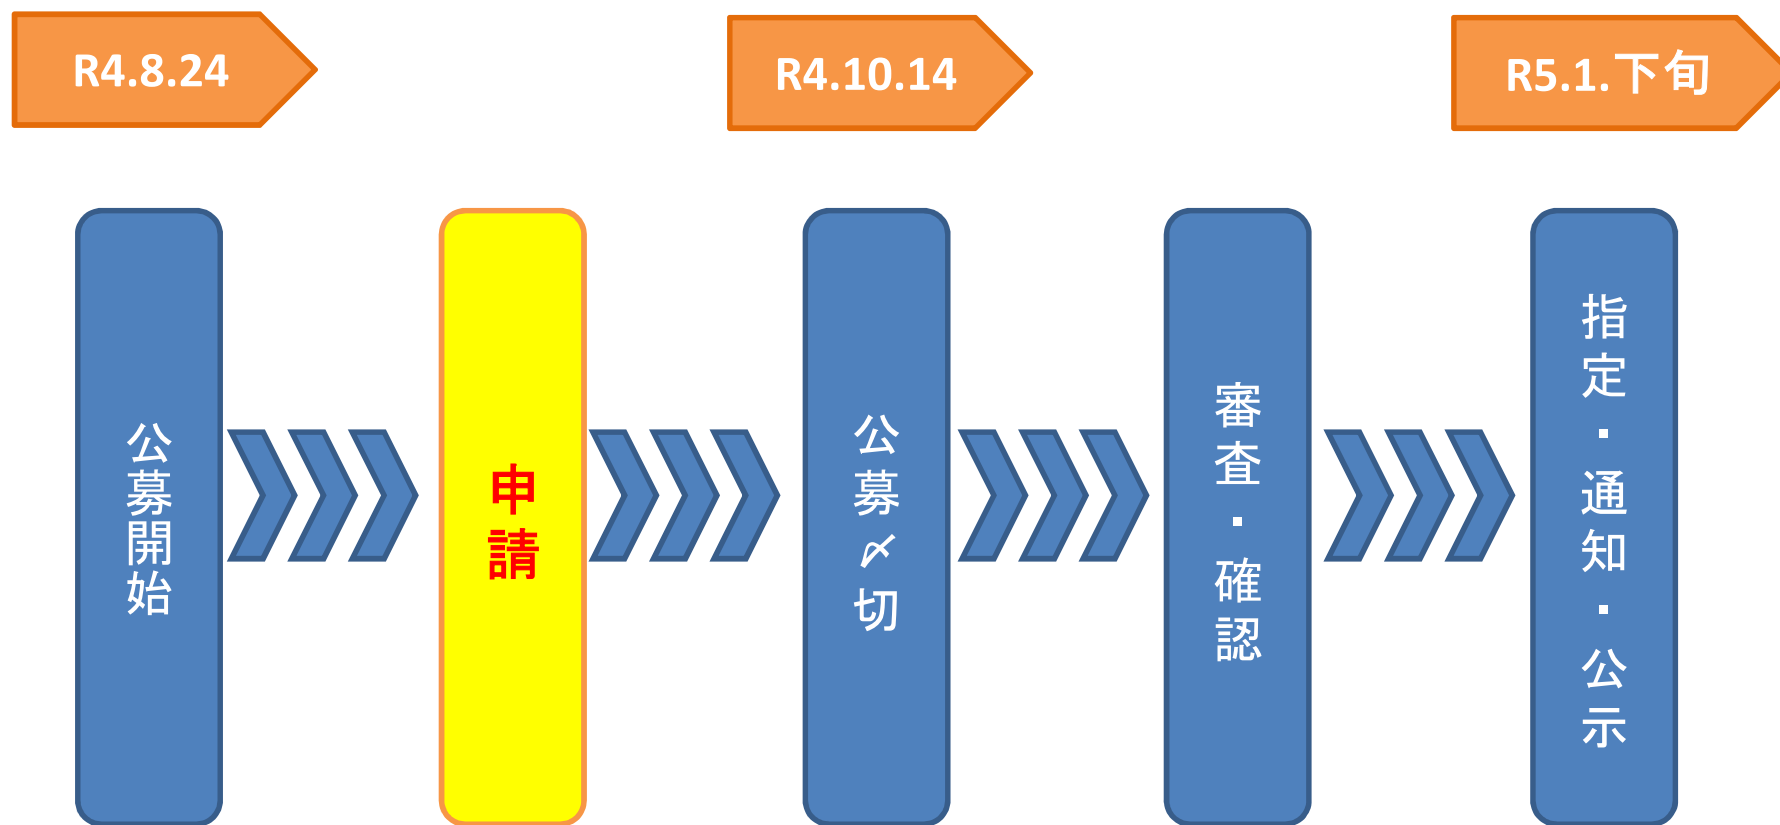 R4.8.24
R4.10.14
R5.1.下旬
公募開始
申請
公募〆切
審査・確認
指定・通知・公示